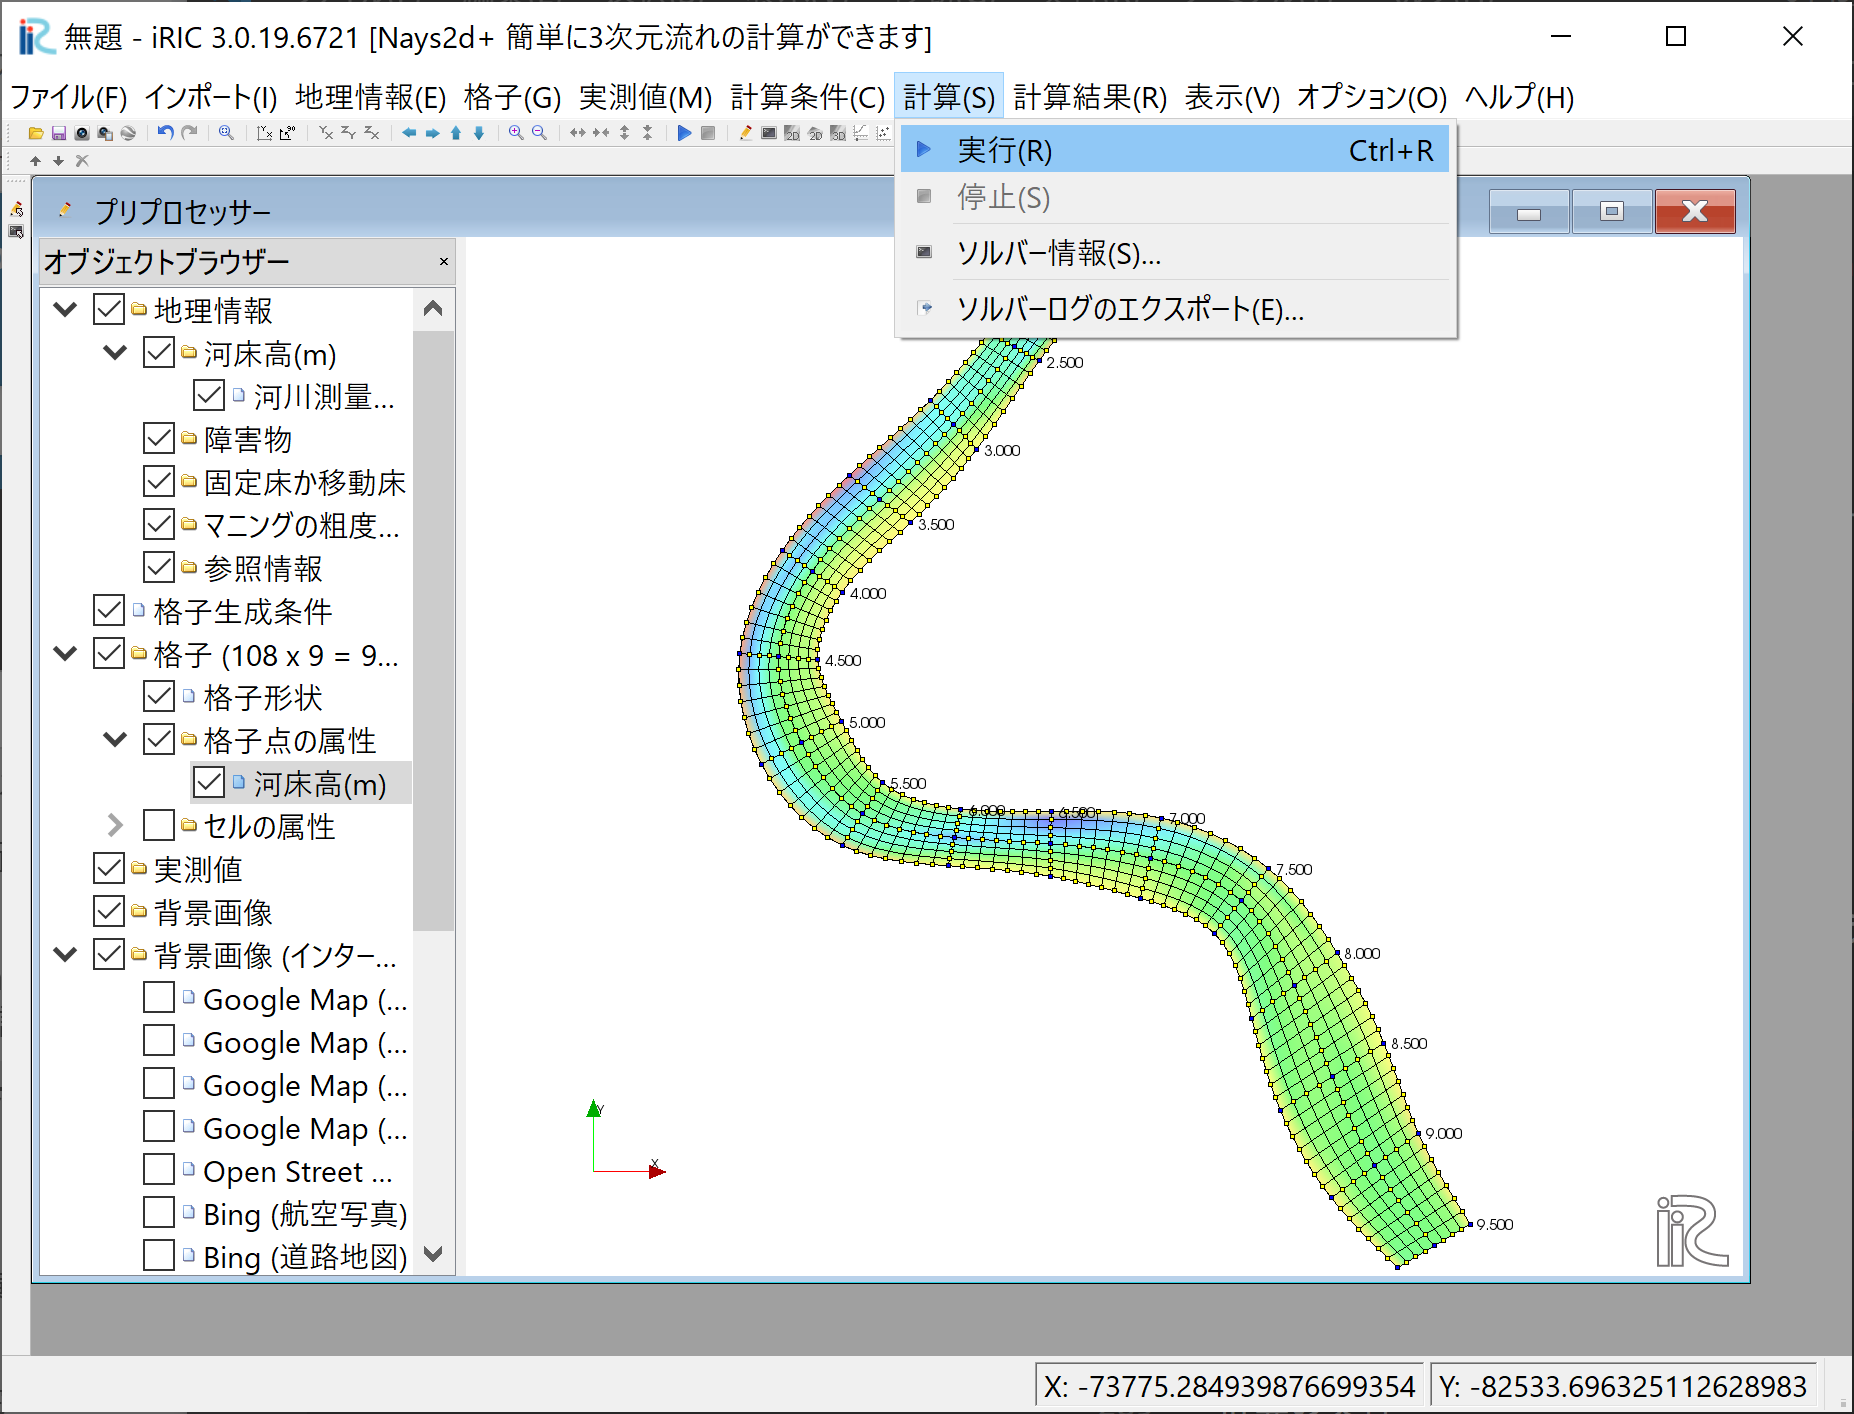 無題 - iRIC 3.0.19.6721 [Nays2d+ 簡単に3次元流れの計算ができます]
ファイル(F) インポート(I) 地理情報(E) 格子(G) 実測値(M) 計算条件(C) 計算(S) 計算結果(R) 表示(V) オプション(O) ヘルプ(H)
実行(R) Ctrl+R
停止(S)
ソルバー情報(S)...
ソルバーログのエクスポート(E)...
プリプロセッサー
オブジェクトブラウザー
地理情報
河床高(m)
河川測量...
障害物
固定床か移動床
マニングの粗度...
参照情報
格子生成条件
格子 (108 x 9 = 9...
格子形状
格子点の属性
河床高(m)
セルの属性
実測値
背景画像
背景画像 (インター...
Google Map (...
Google Map (...
Google Map (...
Google Map (...
Open Street ...
Bing (航空写真)
Bing (道路地図)
2.500
3.000
3.500
4.000
4.500
5.000
5.500
6.000
6.500
7.000
7.500
8.000
8.500
9.000
9.500
Y
X
iRIC
X: -73775.284939876699354
Y: -82533.696325112628983